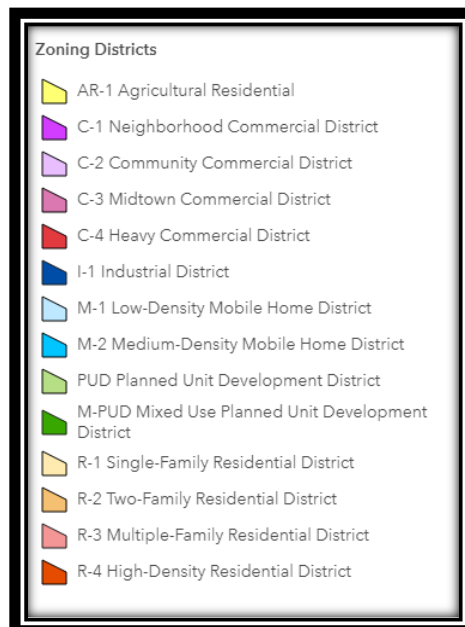 Zoning Districts
AR-1 Agricultural Residential
C-1 Neighborhood Commercial District
C-2 Community Commercial District
C-3 Midtown Commercial District
C-4 Heavy Commercial District
I-1 Industrial District
M-1 Low-Density Mobile Home District
M-2 Medium-Density Mobile Home District
PUD Planned Unit Development District
M-PUD Mixed Use Planned Unit Development
District
R-1 Single-Family Residential District
R-2 Two-Family Residential District
R-3 Multiple-Family Residential District
R-4 High-Density Residential District